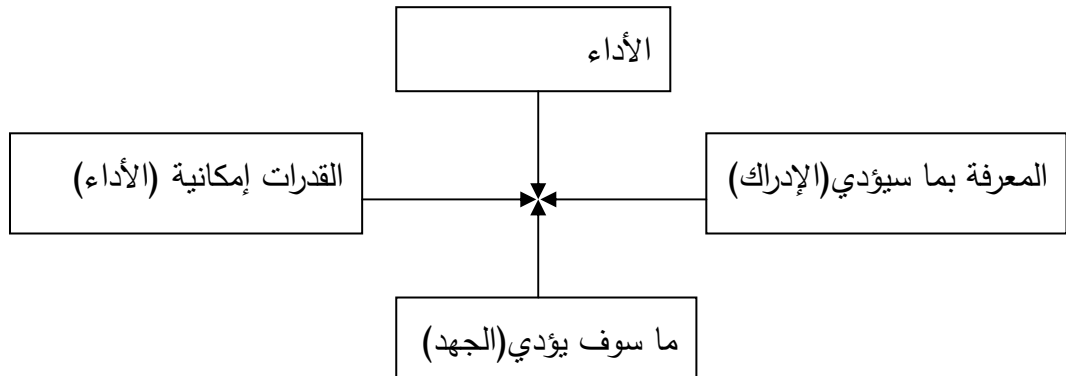 الأداء
المعرفة بما سيؤدي(الإدراك)
القدرات إمكانية (الأداء)
ما سوف يؤدي(الجهد)